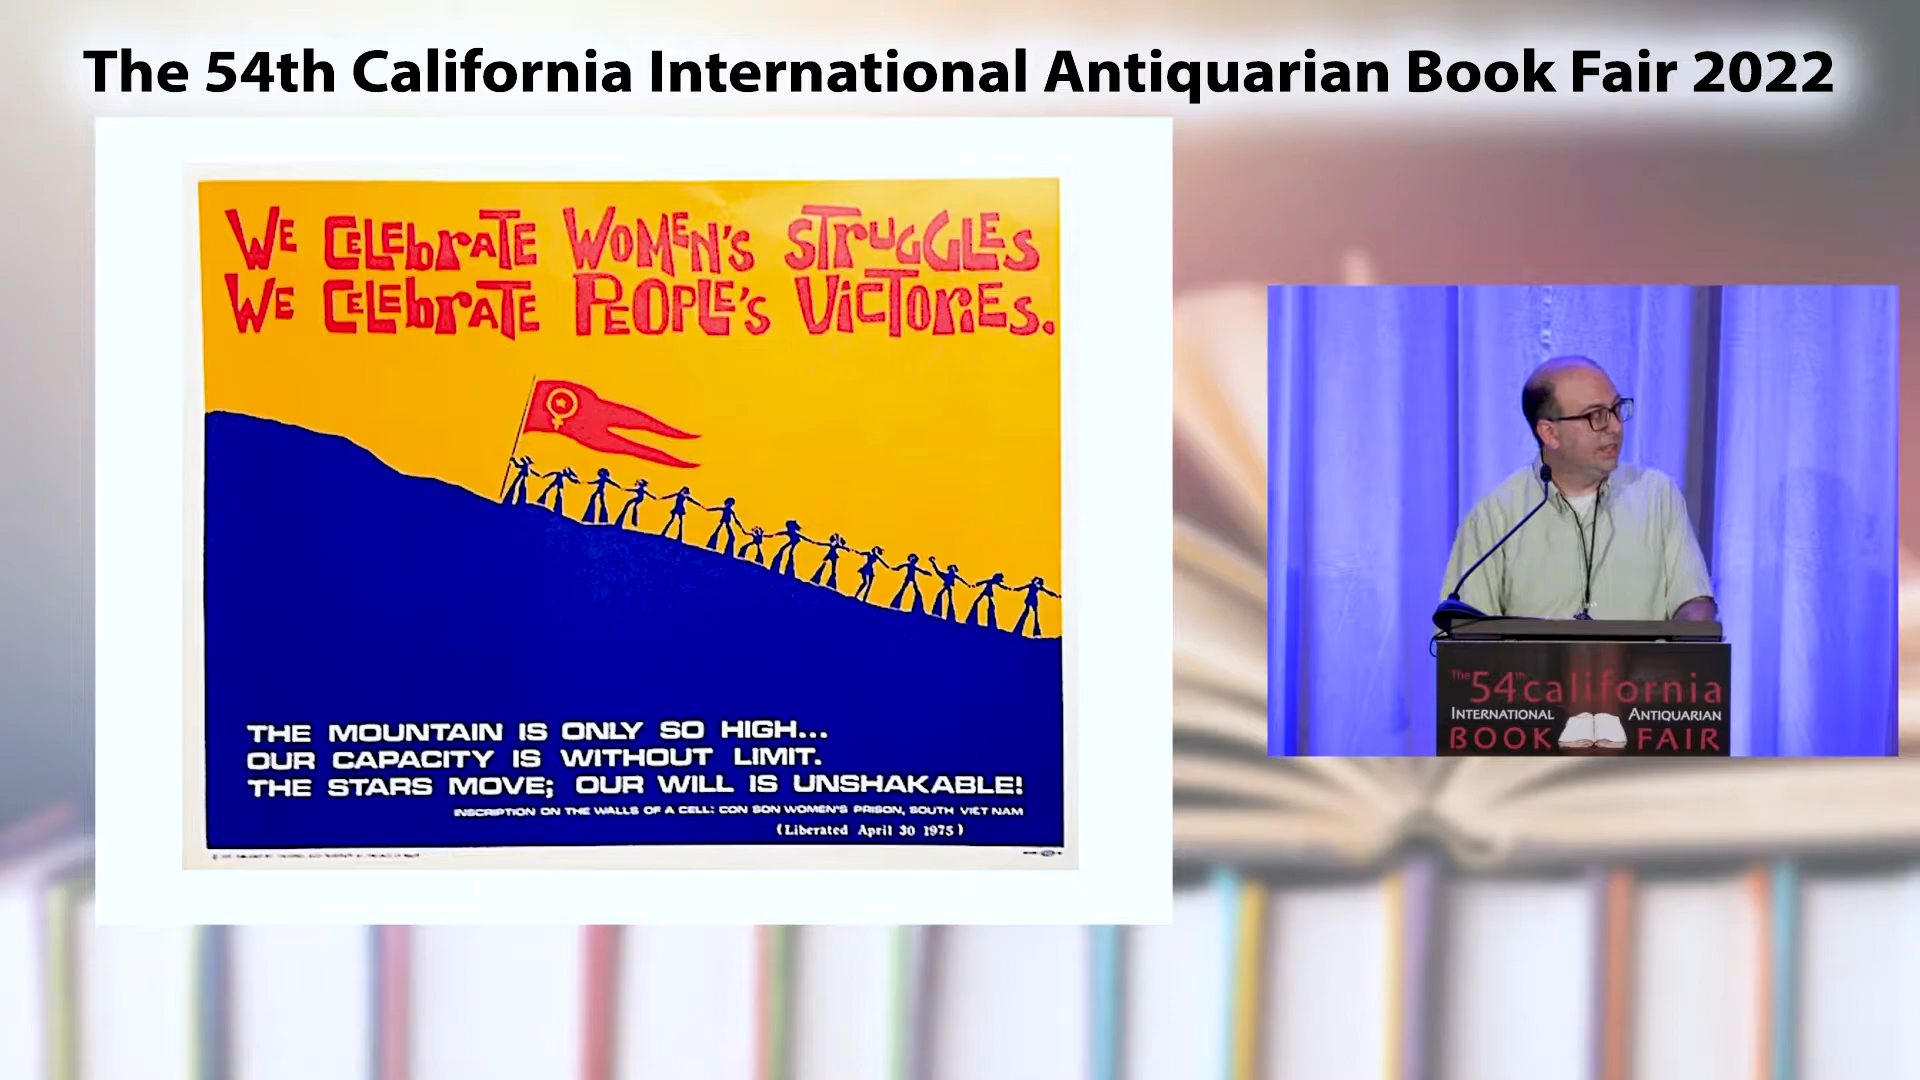 The 54th California International Antiquarian Book Fair 2022
WE CELEbrATE WOMEN'S STRUGGLES
WE CELEbrATE PEOPLE'S VICTORIES.
THE MOUNTAIN IS ONLY SO HIGH...
OUR CAPACITY IS WITHOUT LIMIT.
THE STARS MOVE; OUR WILL IS UNSHAKABLE!
INSCRIPTION ON THE WALLS OF A CELL: CON SON WOMEN'S PRISON, SOUTH VIET NAM
(Liberated April 30 1975)
The 54th california
INTERNATIONAL ANTIQUARIAN
BOOK FAIR